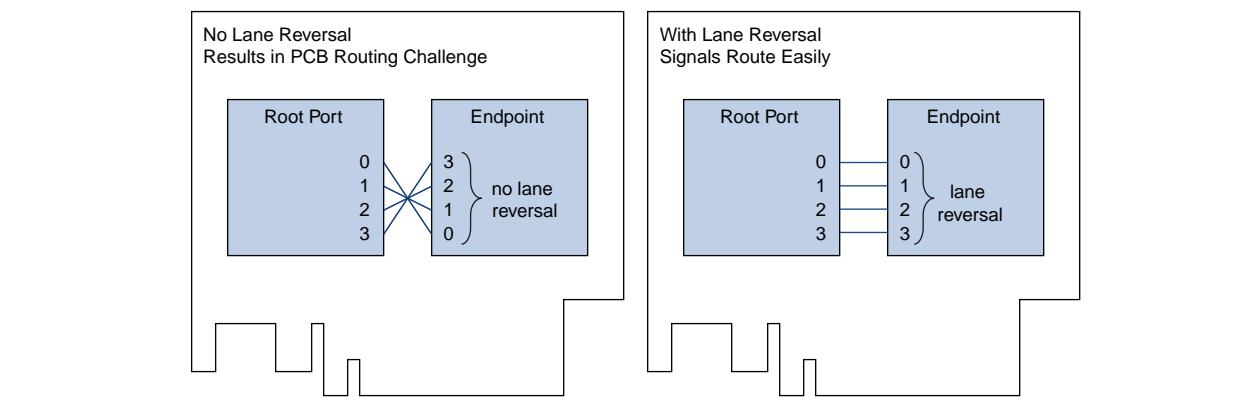 No Lane Reversal
Results in PCB Routing Challenge
Root Port
0
1
2
3
Endpoint
3
2
1
0
no lane
reversal
With Lane Reversal
Signals Route Easily
Root Port
0
1
2
3
Endpoint
0
1
2
3
lane
reversal